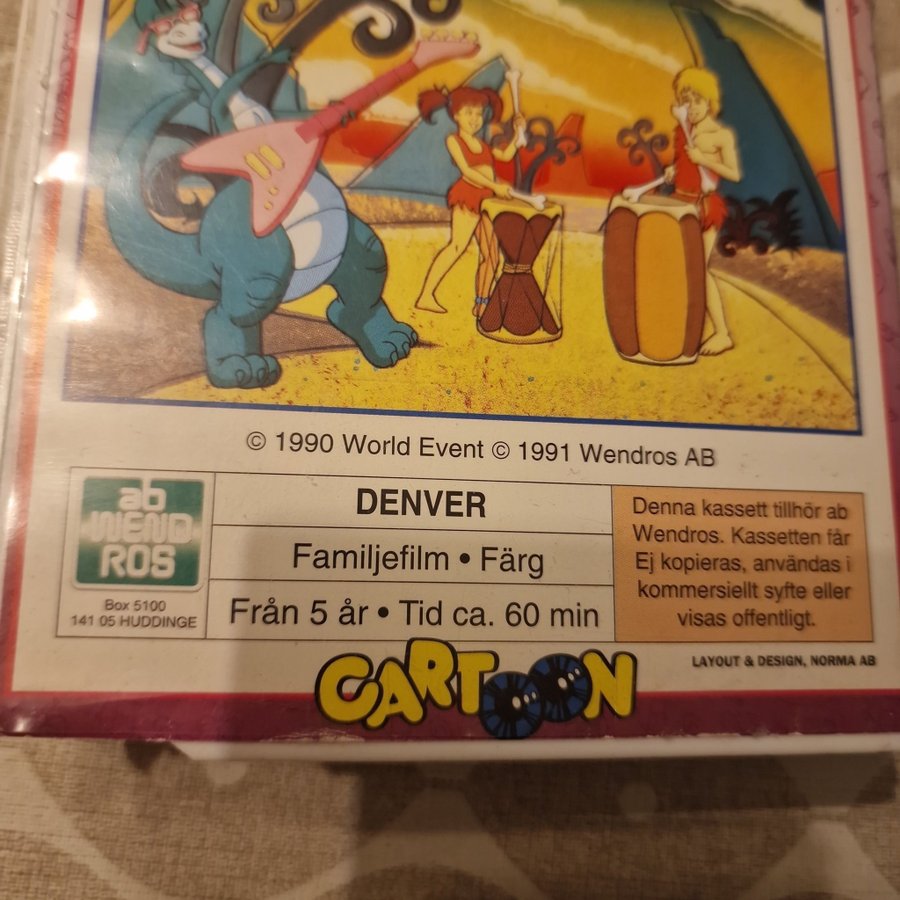 © 1990 World Event © 1991 Wendros AB
ab
WEND
ROS
Box 5100
141 05 HUDDINGE
DENVER
Familjefilm • Färg
Från 5 år • Tid ca. 60 min
Denna kassett tillhör ab
Wendros. Kassetten får
Ej kopieras, användas i
kommersiellt syfte eller
visas offentligt.
LAYOUT & DESIGN, NORMA AB
CARTOON